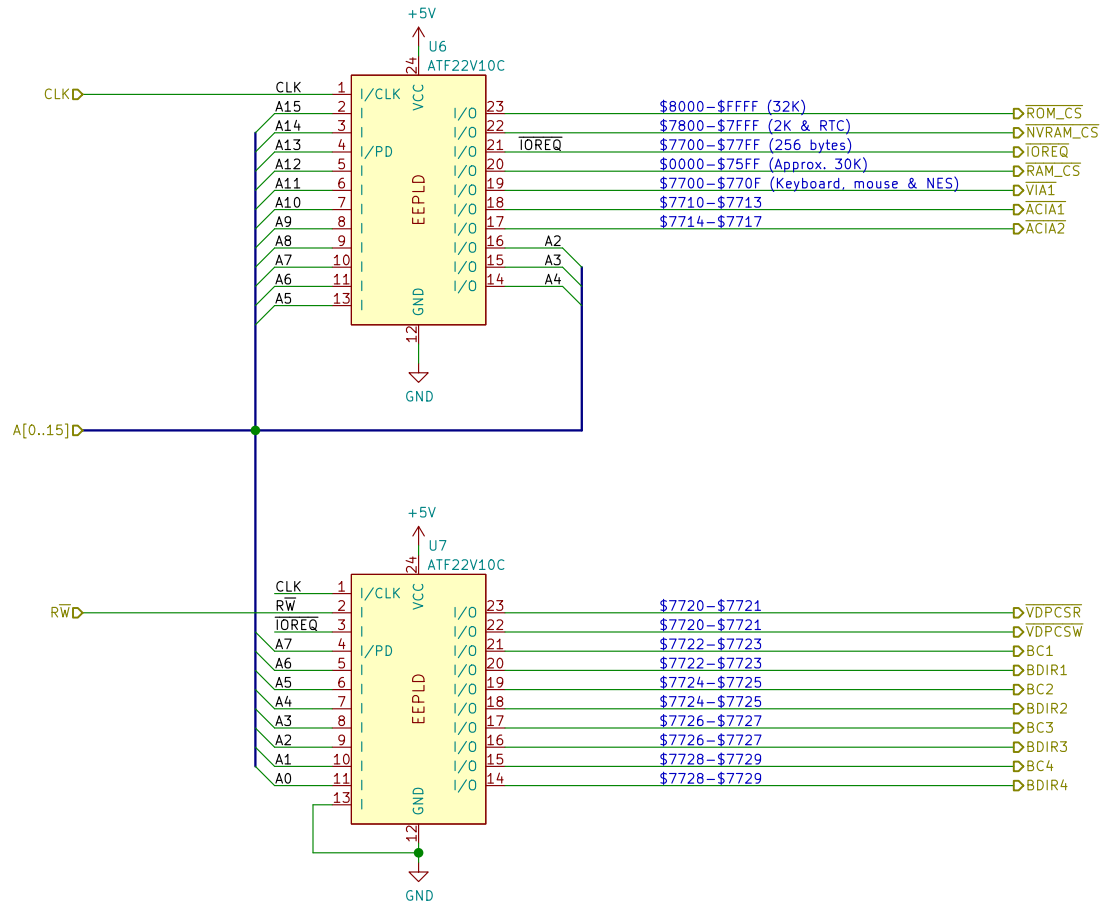 +5V
U6
ATF22V10C
24
VCC
CLK CLK 1 I/CLK
A15 2 I I/O 23 $8000-$FFFF (32K) ROM_CS
A14 3 I I/O 22 $7800-$7FFF (2K & RTC) NVRAM_CS
A13 4 I/PD I/O 21 IOREQ $7700-$77FF (256 bytes) IOREQ
A12 5 I I/O 20 $0000-$75FF (Approx. 30K) RAM_CS
A11 6 I I/O 19 $7700-$770F (Keyboard, mouse & NES) VIA1
A10 7 I I/O 18 $7710-$7713 ACIA1
A9 8 I I/O 17 $7714-$7717 ACIA2
A8 9 I I/O 16 A2
A7 10 I I/O 15 A3
A6 11 I I/O 14 A4
A5 13 I
EEPLD
GND
12
GND
A[0..15]
+5V
U7
ATF22V10C
24
VCC
CLK 1 I/CLK
RW RW 2 I I/O 23 $7720-$7721 VDPCSR
IOREQ 3 I I/O 22 $7720-$7721 VDPCSW
A7 4 I/PD I/O 21 $7722-$7723 BC1
A6 5 I I/O 20 $7722-$7723 BDIR1
A5 6 I I/O 19 $7724-$7725 BC2
A4 7 I I/O 18 $7724-$7725 BDIR2
A3 8 I I/O 17 $7726-$7727 BC3
A2 9 I I/O 16 $7726-$7727 BDIR3
A1 10 I I/O 15 $7728-$7729 BC4
A0 11 I I/O 14 $7728-$7729 BDIR4
13 I
EEPLD
GND
12
GND